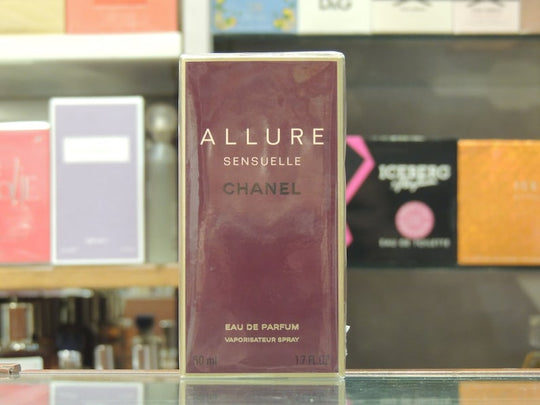 D&G
ALLURE
SENSUELLE
CHANEL
ICEBERG
EAU DE TOILETTE
EAU DE PARFUM
VAPORISATEUR SPRAY
50 ml 1.7 FL.OZ